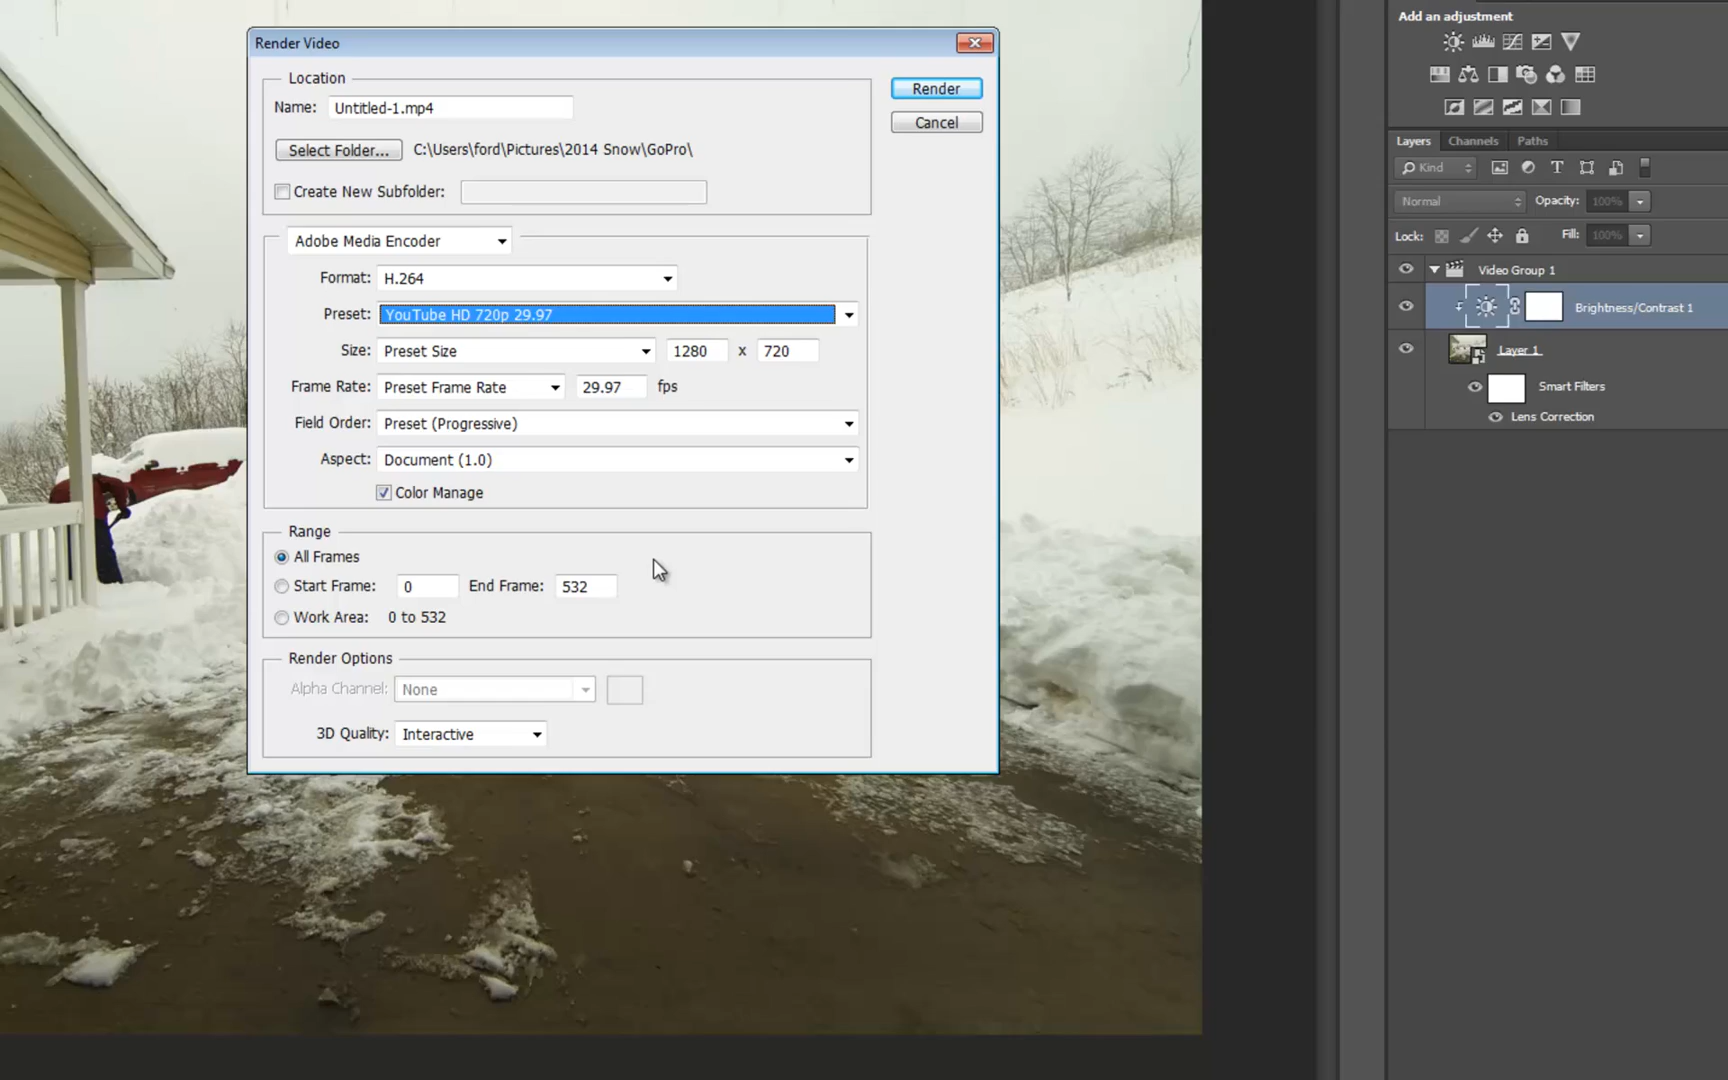 Render Video
Location
Name: Untitled-1.mp4
Select Folder... C:\Users\ford\Pictures\2014 Snow\GoPro\
Create New Subfolder:
Render
Cancel
Adobe Media Encoder
Format: H.264
Preset: YouTube HD 720p 29.97
Size: Preset Size 1280 x 720
Frame Rate: Preset Frame Rate 29.97 fps
Field Order: Preset (Progressive)
Aspect: Document (1.0)
Color Manage
Range
All Frames
Start Frame: 0 End Frame: 532
Work Area: 0 to 532
Render Options
Alpha Channel: None
3D Quality: Interactive
Add an adjustment
Layers Channels Paths
Kind
Normal Opacity: 100%
Lock: Fill: 100%
Video Group 1
Brightness/Contrast 1
Layer 1
Smart Filters
Lens Correction